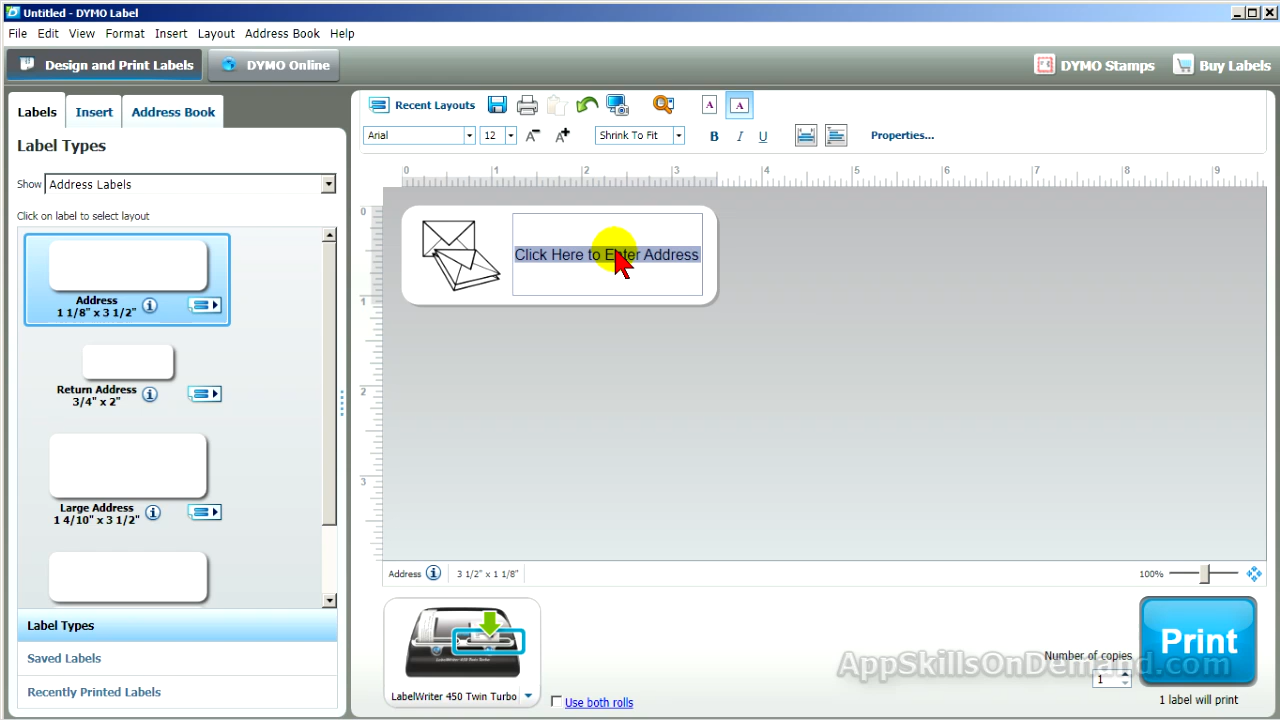 Untitled - DYMO Label
File Edit View Format Insert Layout Address Book Help
Design and Print Labels DYMO Online DYMO Stamps Buy Labels
Labels Insert Address Book
Recent Layouts A A
Arial 12 A A Shrink To Fit B I U Properties...
Label Types
Show Address Labels
Click on label to select layout
Address
1 1/8" x 3 1/2"
Return Address
3/4" x 2"
Large Address
1 4/10" x 3 1/2"
Label Types
Saved Labels
Recently Printed Labels
0 1 2 3 4 5 6 7 8 9
0
1
2
3
Click Here to Enter Address
Address 3 1/2" x 1 1/8" 100%
LabelWriter 450 Twin Turbo
Use both rolls
Number of copies
1
Print
1 label will print
AppSkillsOnDemand.com